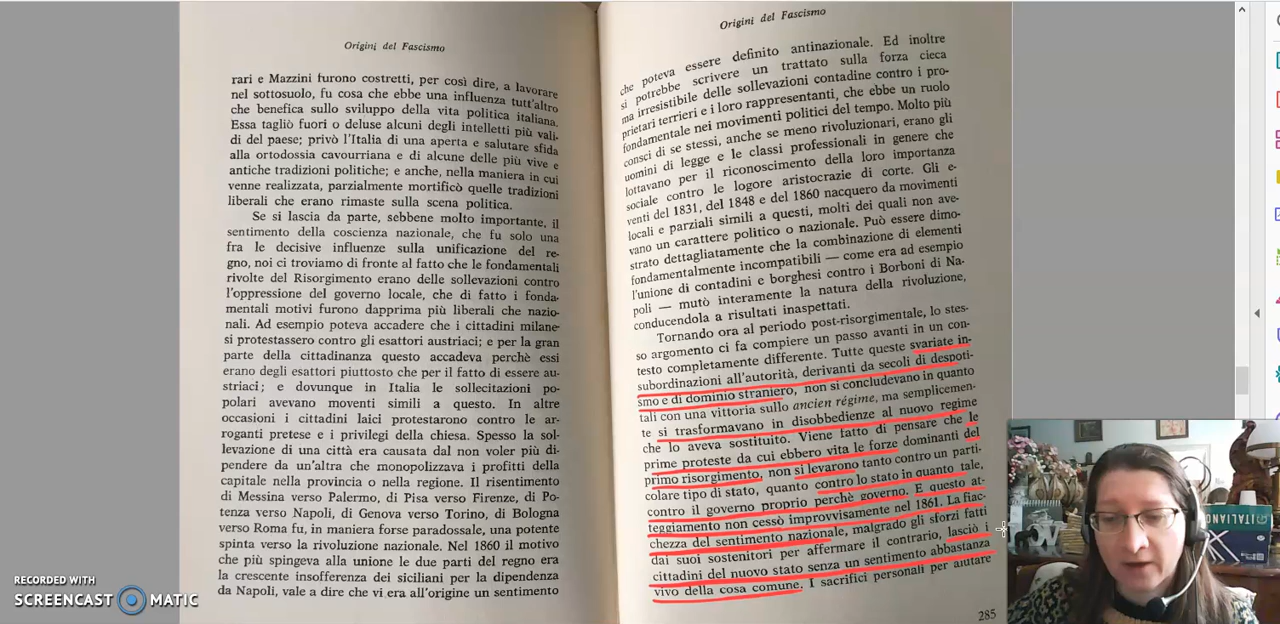 Origini del Fascismo
rari e Mazzini furono costretti, per così dire, a lavorare
nel sottosuolo, fu cosa che ebbe una influenza tutt'altro
che benefica sullo sviluppo della vita politica italiana.
Essa tagliò fuori o deluse alcuni degli intelletti più vali-
di del paese; privò l'Italia di una aperta e salutare sfida
alla ortodossia cavourriana e di alcune delle più vive e
antiche tradizioni politiche; e anche, nella maniera in cui
venne realizzata, parzialmente mortificò quelle tradizioni
liberali che erano rimaste sulla scena politica.
Se si lascia da parte, sebbene molto importante, il
sentimento della coscienza nazionale, che fu solo una
fra le decisive influenze sulla unificazione del re-
gno, noi ci troviamo di fronte al fatto che le fondamentali
rivolte del Risorgimento erano delle sollevazioni contro
l'oppressione del governo locale, che di fatto i fonda-
mentali motivi furono dapprima più liberali che nazio-
nali. Ad esempio poteva accadere che i cittadini milane-
si protestassero contro gli esattori austriaci; e per la gran
parte della cittadinanza questo accadeva perchè essi
erano degli esattori piuttosto che per il fatto di essere au-
striaci; e dovunque in Italia le sollecitazioni po-
polari avevano moventi simili a questo. In altre
occasioni i cittadini laici protestarono contro le ar-
roganti pretese e i privilegi della chiesa. Spesso la sol-
levazione di una città era causata dal non voler più di-
pendere da un'altra che monopolizzava i profitti della
capitale nella provincia o nella regione. Il risentimento
di Messina verso Palermo, di Pisa verso Firenze, di Po-
tenza verso Napoli, di Genova verso Torino, di Bologna
verso Roma fu, in maniera forse paradossale, una potente
spinta verso la rivoluzione nazionale. Nel 1860 il motivo
che più spingeva alla unione le due parti del regno era
la crescente insofferenza dei siciliani per la dipendenza
da Napoli, vale a dire che vi era all'origine un sentimento
Origini del Fascismo
che poteva essere definito antinazionale. Ed inoltre
si potrebbe scrivere un trattato sulla forza cieca
ma irresistibile delle sollevazioni contadine contro i pro-
prietari terrieri e i loro rappresentanti, che ebbe un ruolo
fondamentale nei movimenti politici del tempo. Molto più
consci di se stessi, anche se meno rivoluzionari, erano gli
uomini di legge e le classi professionali in genere che
lottavano per il riconoscimento della loro importanza
sociale contro le logore aristocrazie di corte. Gli e-
venti del 1831, del 1848 e del 1860 nacquero da movimenti
locali e parziali simili a questi, molti dei quali non ave-
vano un carattere politico o nazionale. Può essere dimo-
strato dettagliatamente che la combinazione di elementi
fondamentalmente incompatibili — come era ad esempio
l'unione di contadini e borghesi contro i Borboni di Na-
poli — mutò interamente la natura della rivoluzione,
conducendola a risultati inaspettati.
Tornando ora al periodo post-risorgimentale, lo stes-
so argomento ci fa compiere un passo avanti in un con-
testo completamente differente. Tutte queste svariate in-
subordinazioni all'autorità, derivanti da secoli di despoti-
smo e di dominio straniero, non si concludevano in quanto
tali con una vittoria sullo ancien régime, ma semplicemen-
te si trasformavano in disobbedienze al nuovo regime
che lo aveva sostituito. Viene fatto di pensare che le
prime proteste da cui ebbero vita le forze dominanti del
primo risorgimento, non si levarono tanto contro un parti-
colare tipo di stato, quanto contro lo stato in quanto tale,
contro il governo proprio perchè governo. E questo at-
teggiamento non cessò improvvisamente nel 1861. La fiac-
chezza del sentimento nazionale, malgrado gli sforzi fatti
dai suoi sostenitori per affermare il contrario, lasciò i
cittadini del nuovo stato senza un sentimento abbastanza
vivo della cosa comune. I sacrifici personali per aiutare
285
ITALIANO
RECORDED WITH
SCREENCAST MATIC